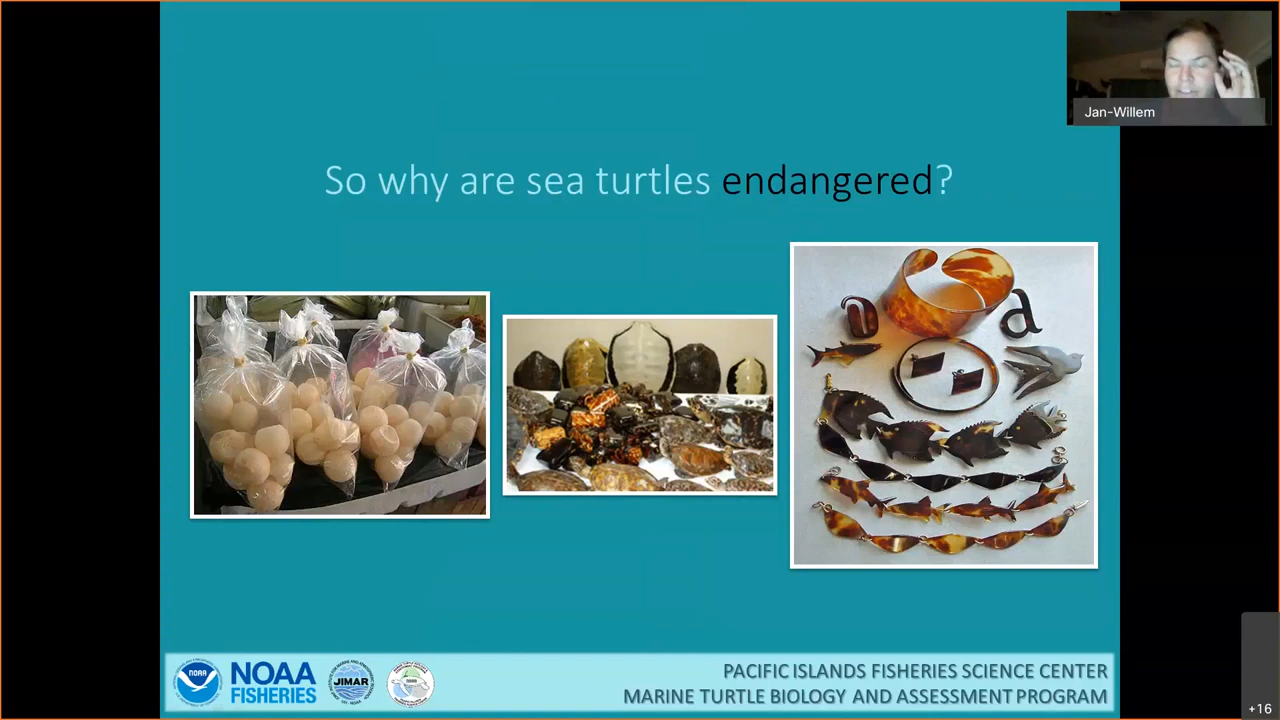 Jan-Willem
So why are sea turtles endangered?
a a
NOAA
NOAA
FISHERIES
JIMAR
PACIFIC ISLANDS FISHERIES SCIENCE CENTER
MARINE TURTLE BIOLOGY AND ASSESSMENT PROGRAM
+16